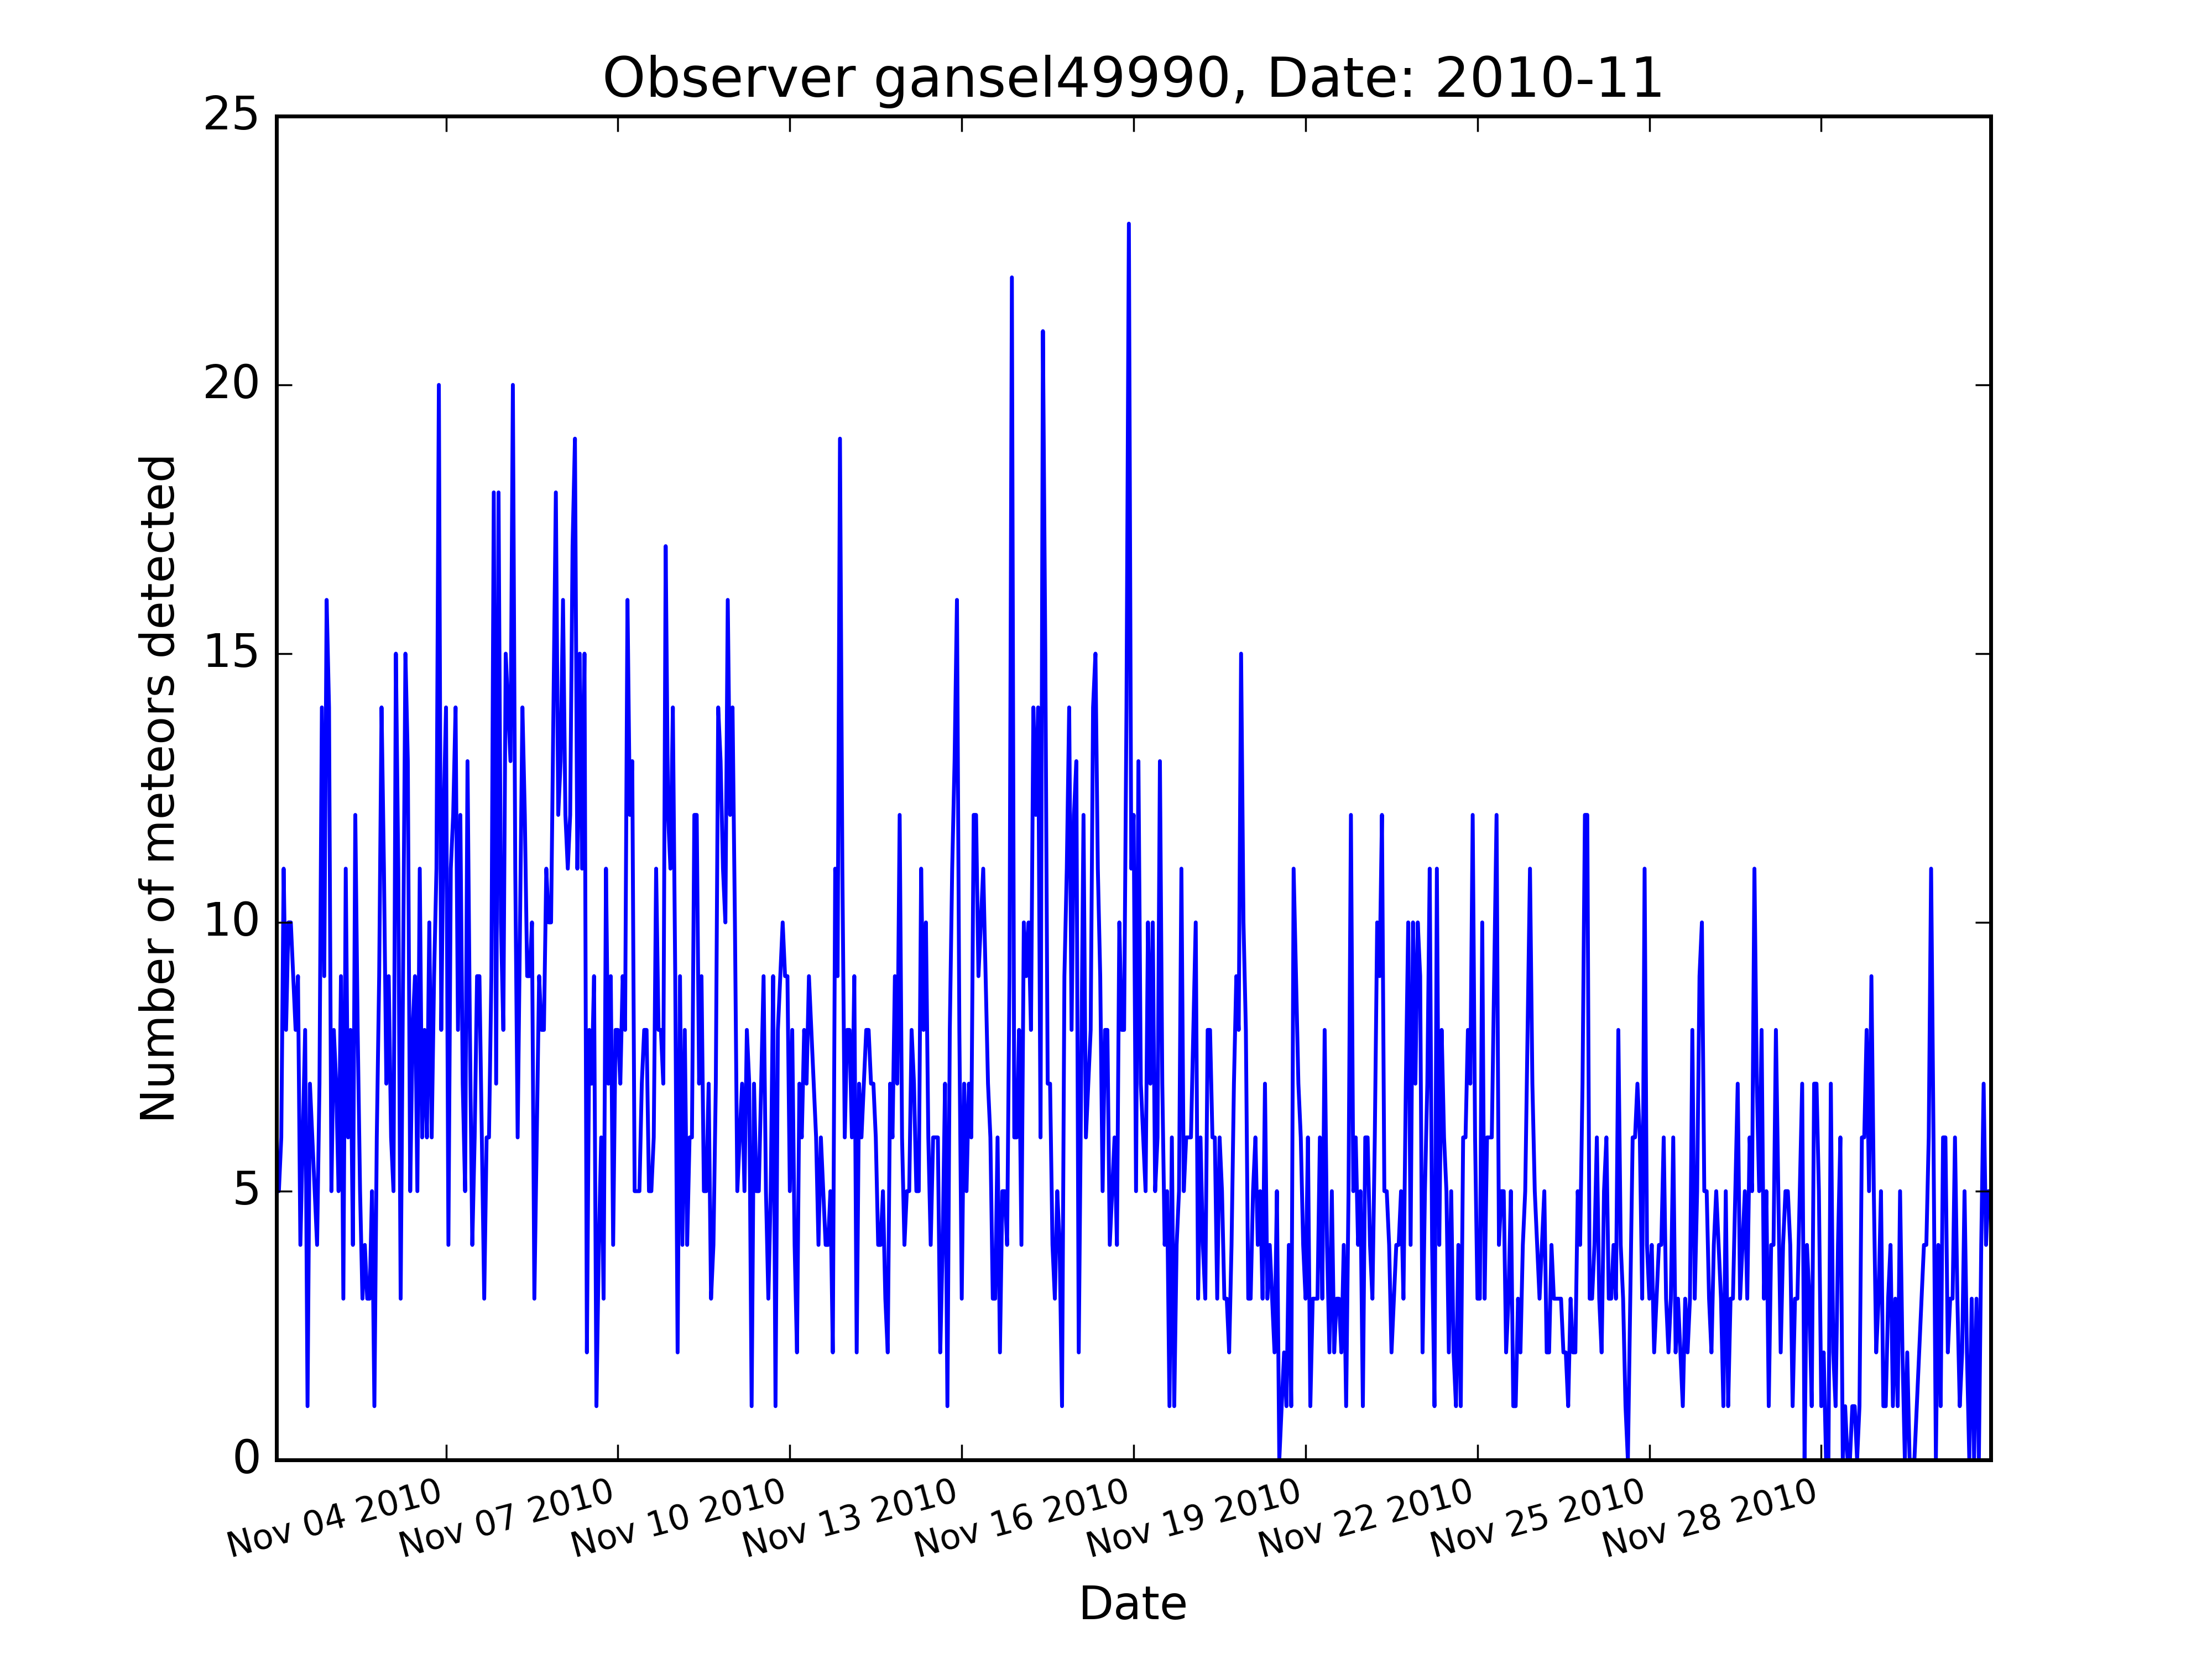 Observer gansel49990, Date: 2010-11
25
20
15
10
5
0
Number of meteors detected
Nov 04 2010
Nov 07 2010
Nov 10 2010
Nov 13 2010
Nov 16 2010
Nov 19 2010
Nov 22 2010
Nov 25 2010
Nov 28 2010
Date